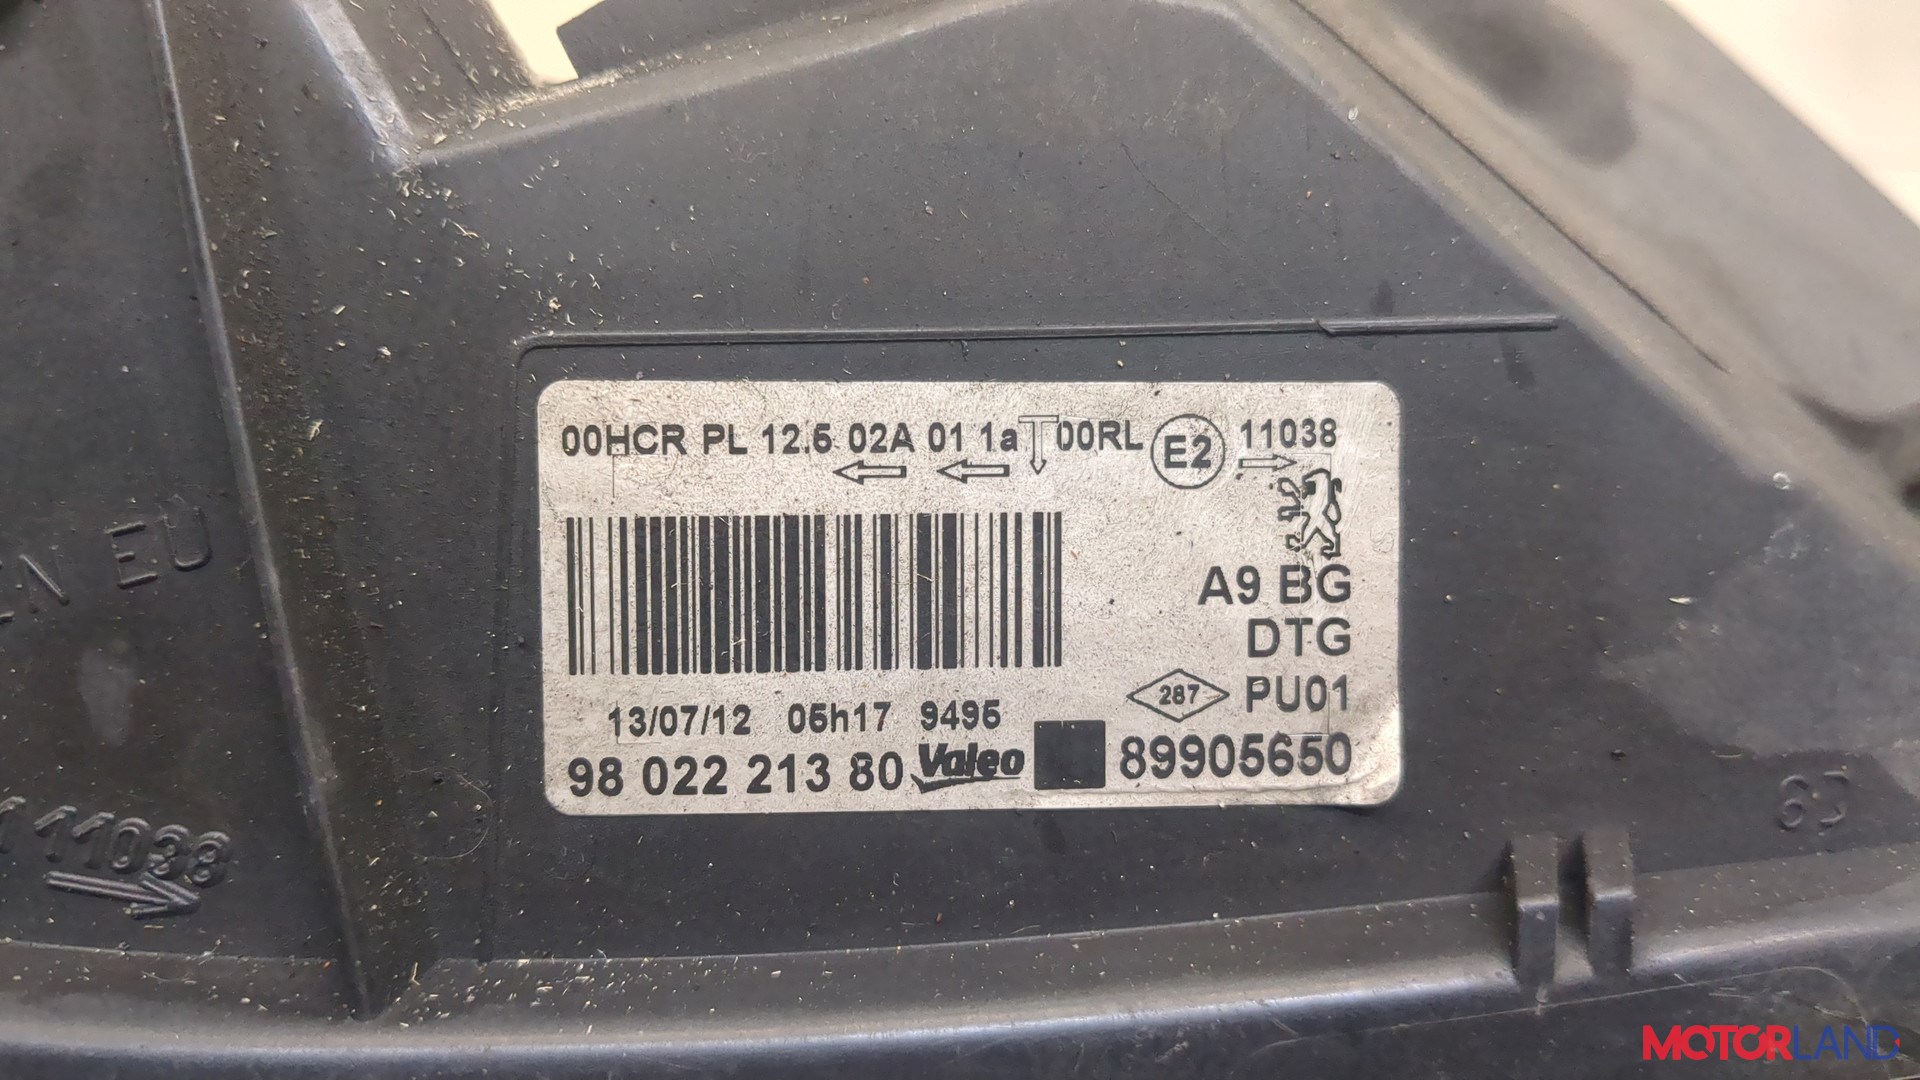 00HCR PL 12.5 02A 01 1a 00RL E2 11038
A9 BG
DTG
287 PU01
13/07/12 05h17 9495
98 022 213 80 Valeo 89905650
EU
11038
MOTORLAND